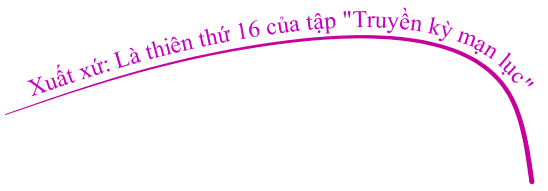 Xuất xứ: Là thiên thứ 16 của tập "Truyền kỳ mạn lục"